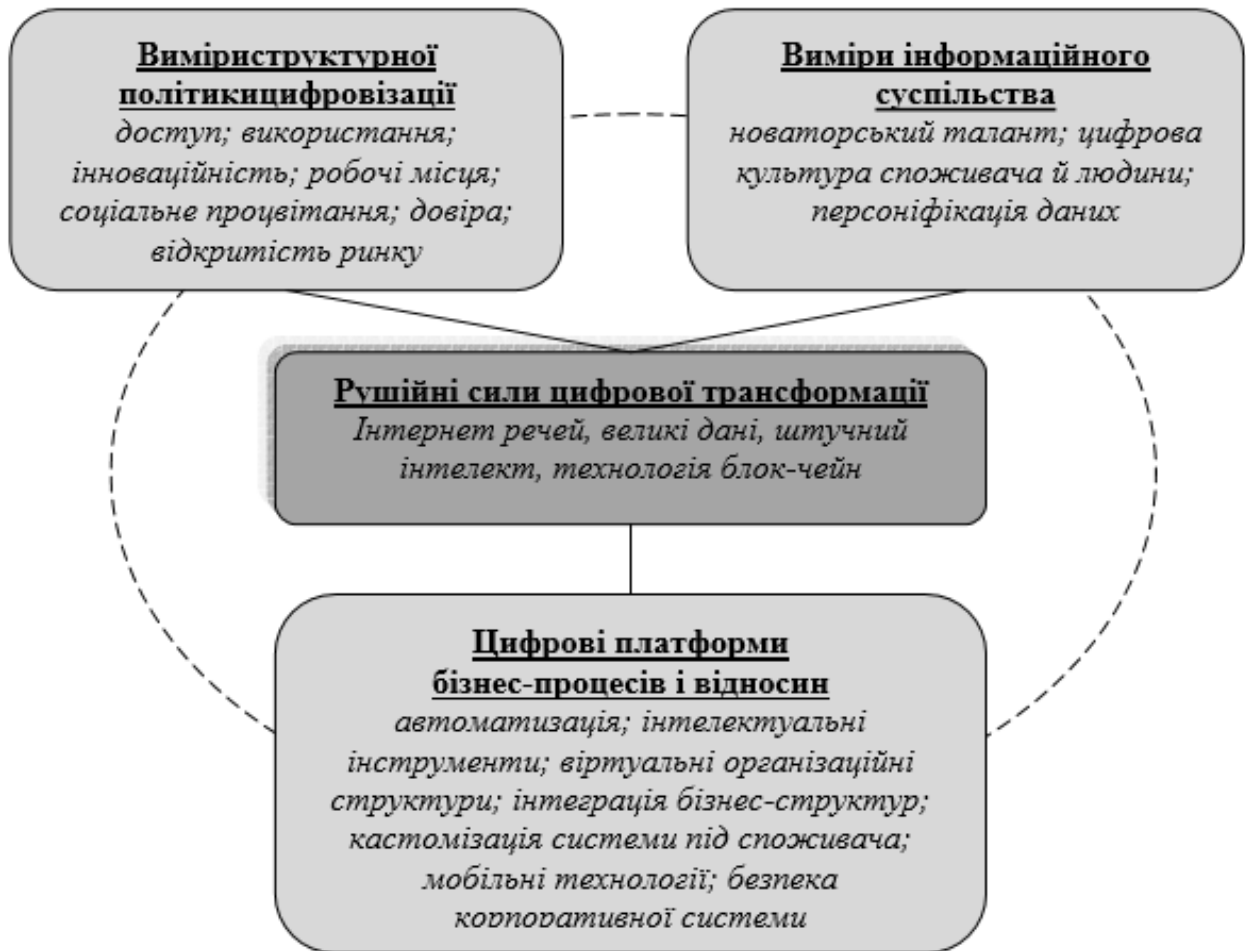 Виміриструктурної
політикицифровізації
доступ; використання;
інноваційність; робочі місця;
соціальне процвітання; довіра;
відкритість ринку
Виміри інформаційного
суспільства
новаторський талант; цифрова
культура споживача й людини;
персоніфікація даних
Рушійні сили цифрової трансформації
Інтернет речей, великі дані, штучний
інтелект, технологія блок-чейн
Цифрові платформи
бізнес-процесів і відносин
автоматизація; інтелектуальні
інструменти; віртуальні організаційні
структури; інтеграція бізнес-структур;
кастомізація системи під споживача;
мобільні технології; безпека
корпоративної системи